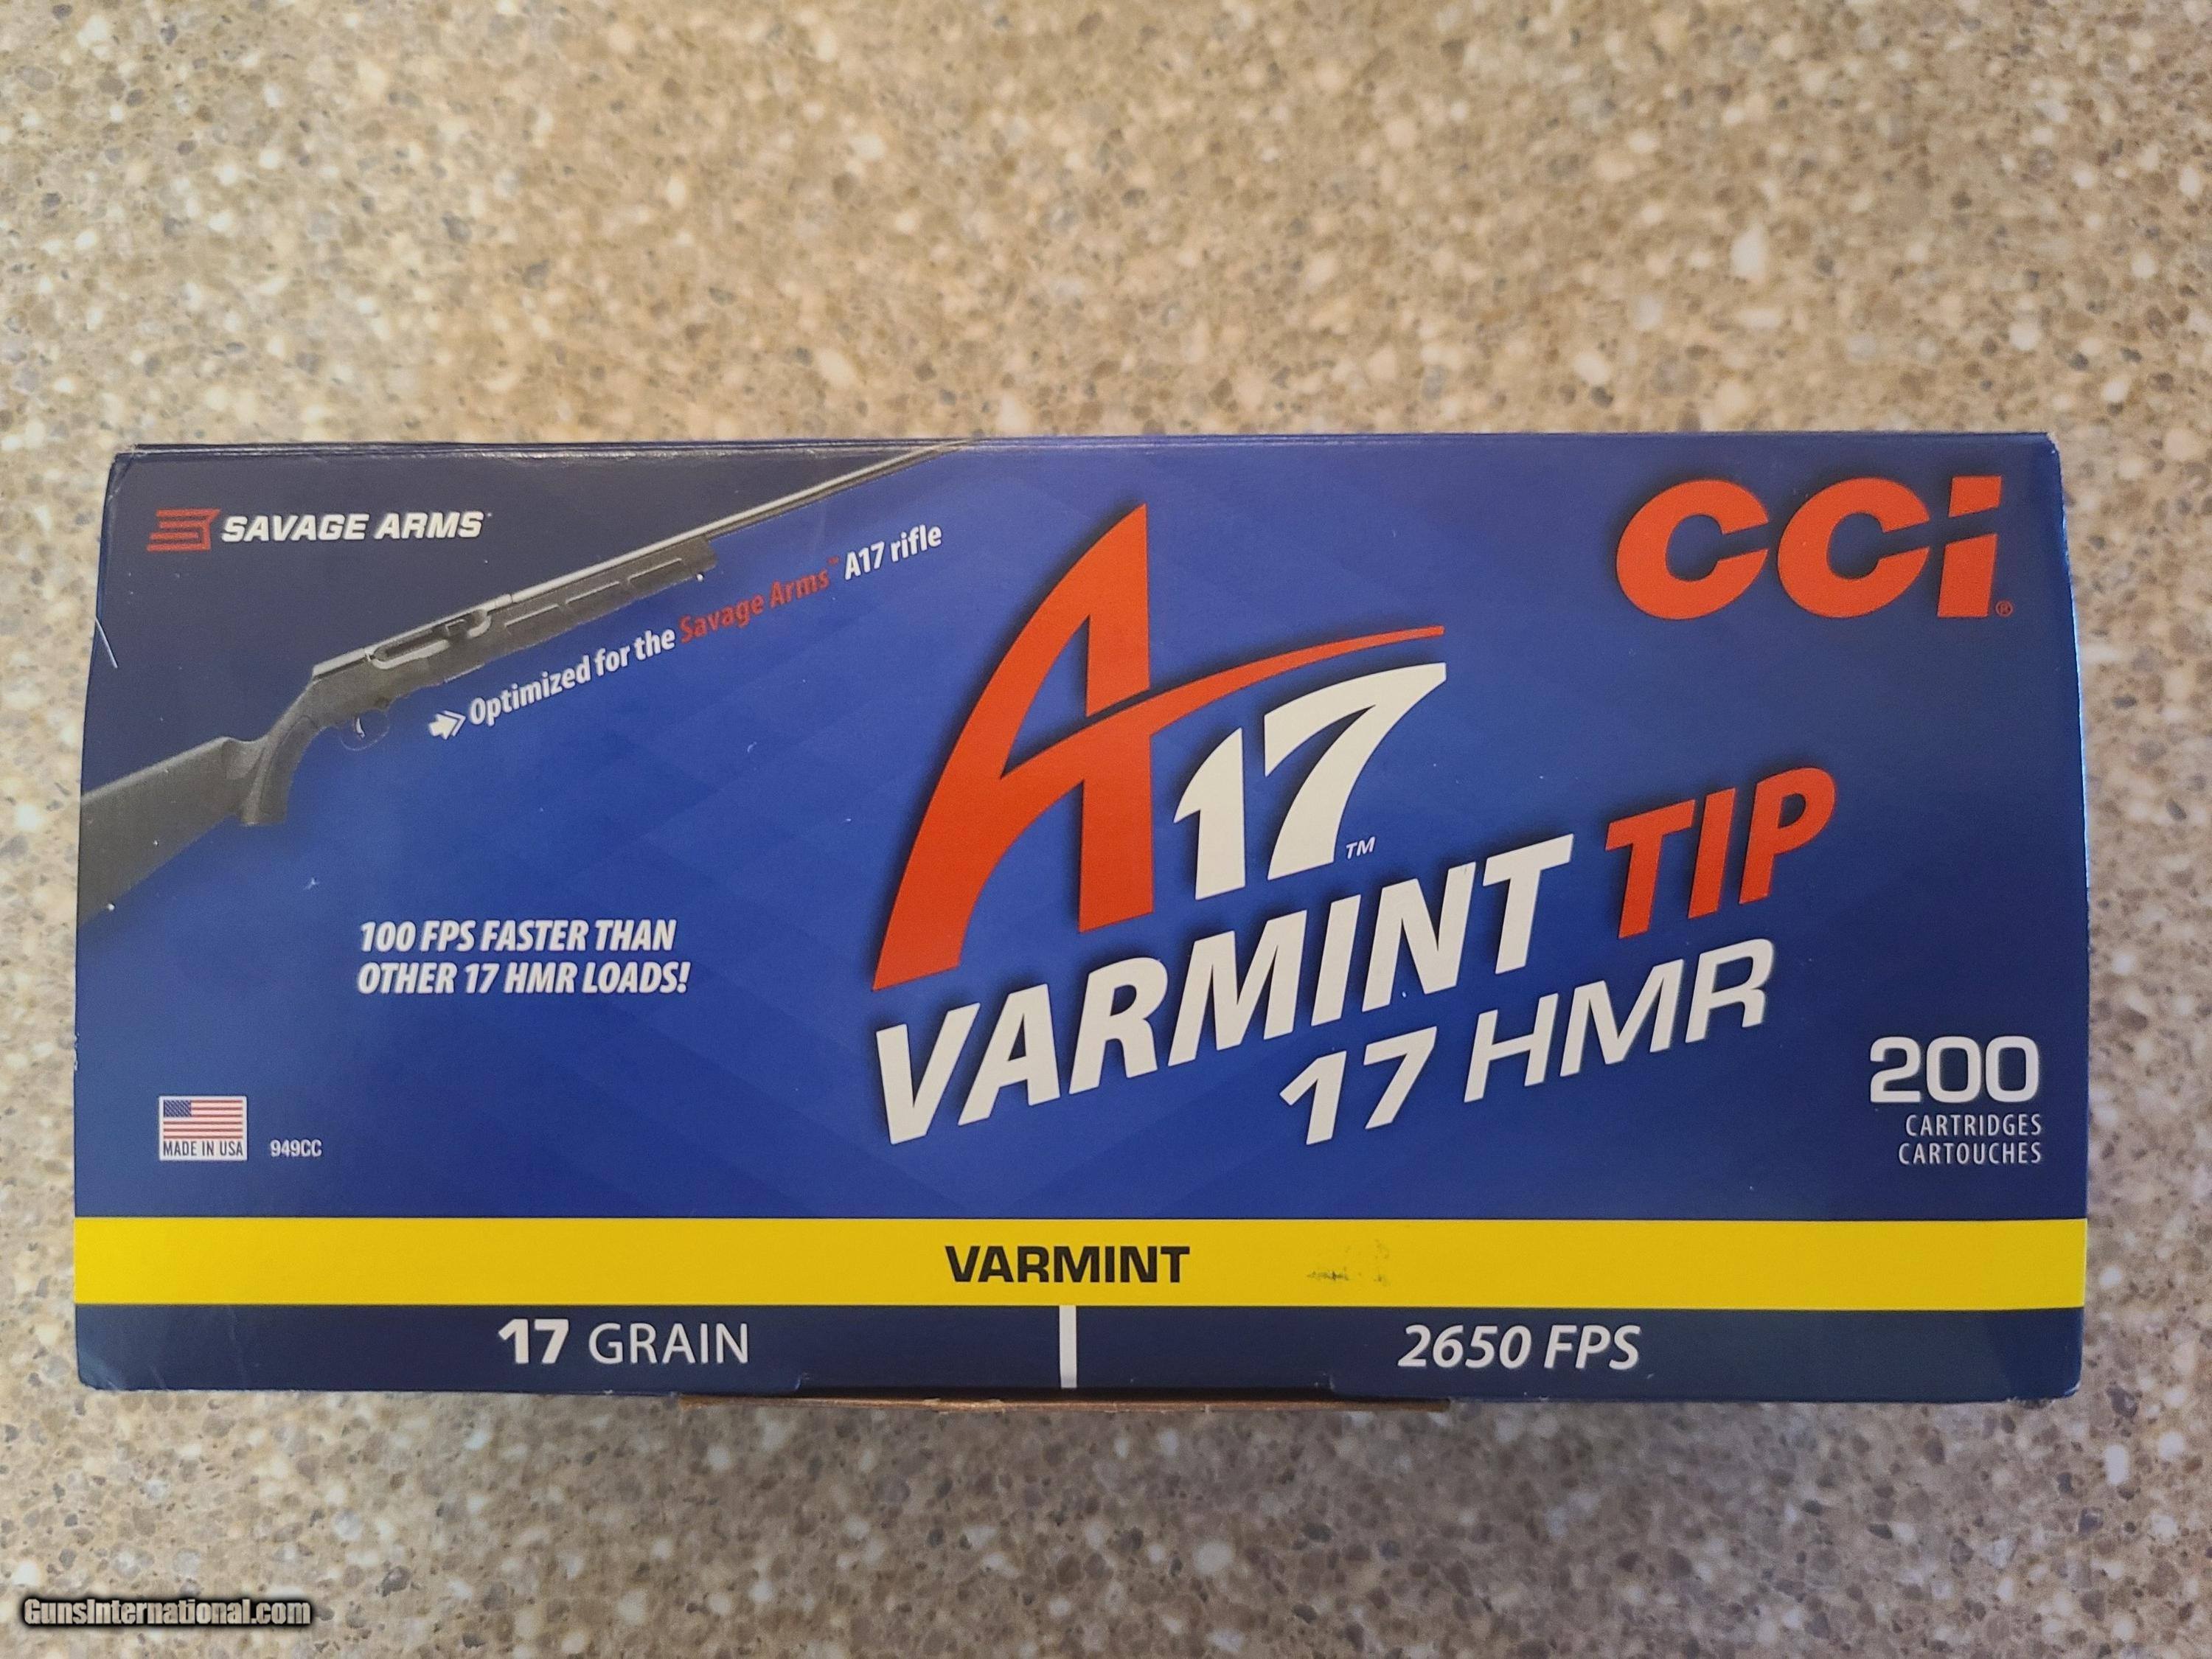 SAVAGE ARMS
Optimized for the Savage Arms™ A17 rifle
CCI®
A17™
VARMINT TIP
17 HMR
100 FPS FASTER THAN
OTHER 17 HMR LOADS!
MADE IN USA
949CC
200
CARTRIDGES
CARTOUCHES
VARMINT
17 GRAIN
2650 FPS
GunsInternational.com